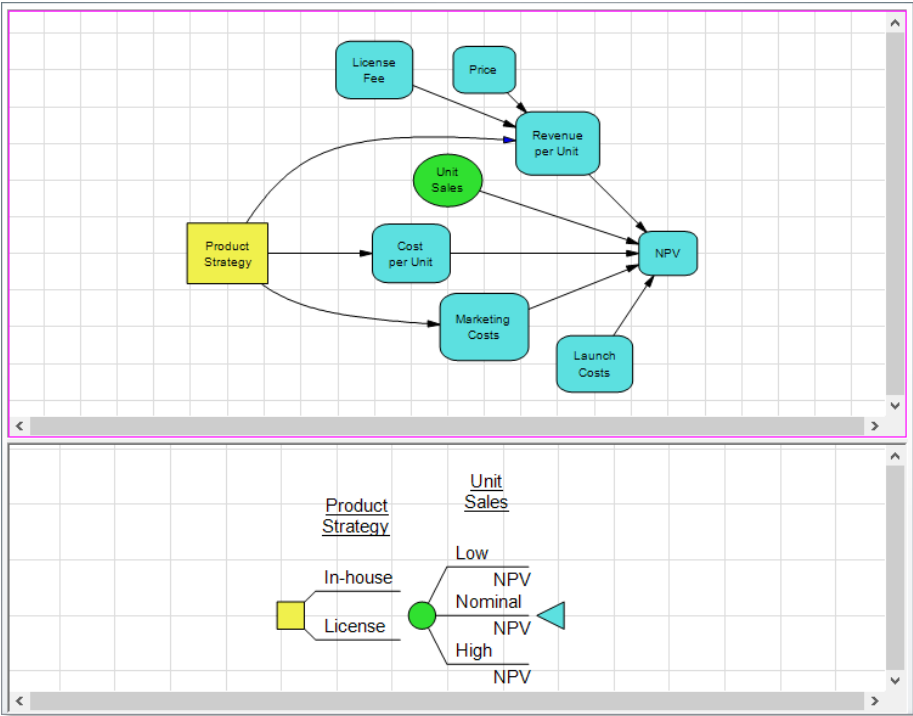 License
Fee
Price
Revenue
per Unit
Unit
Sales
Product
Strategy
Cost
per Unit
NPV
Marketing
Costs
Launch
Costs
Unit
Sales
Product
Strategy
Low
NPV
In-house
Nominal
NPV
License
High
NPV